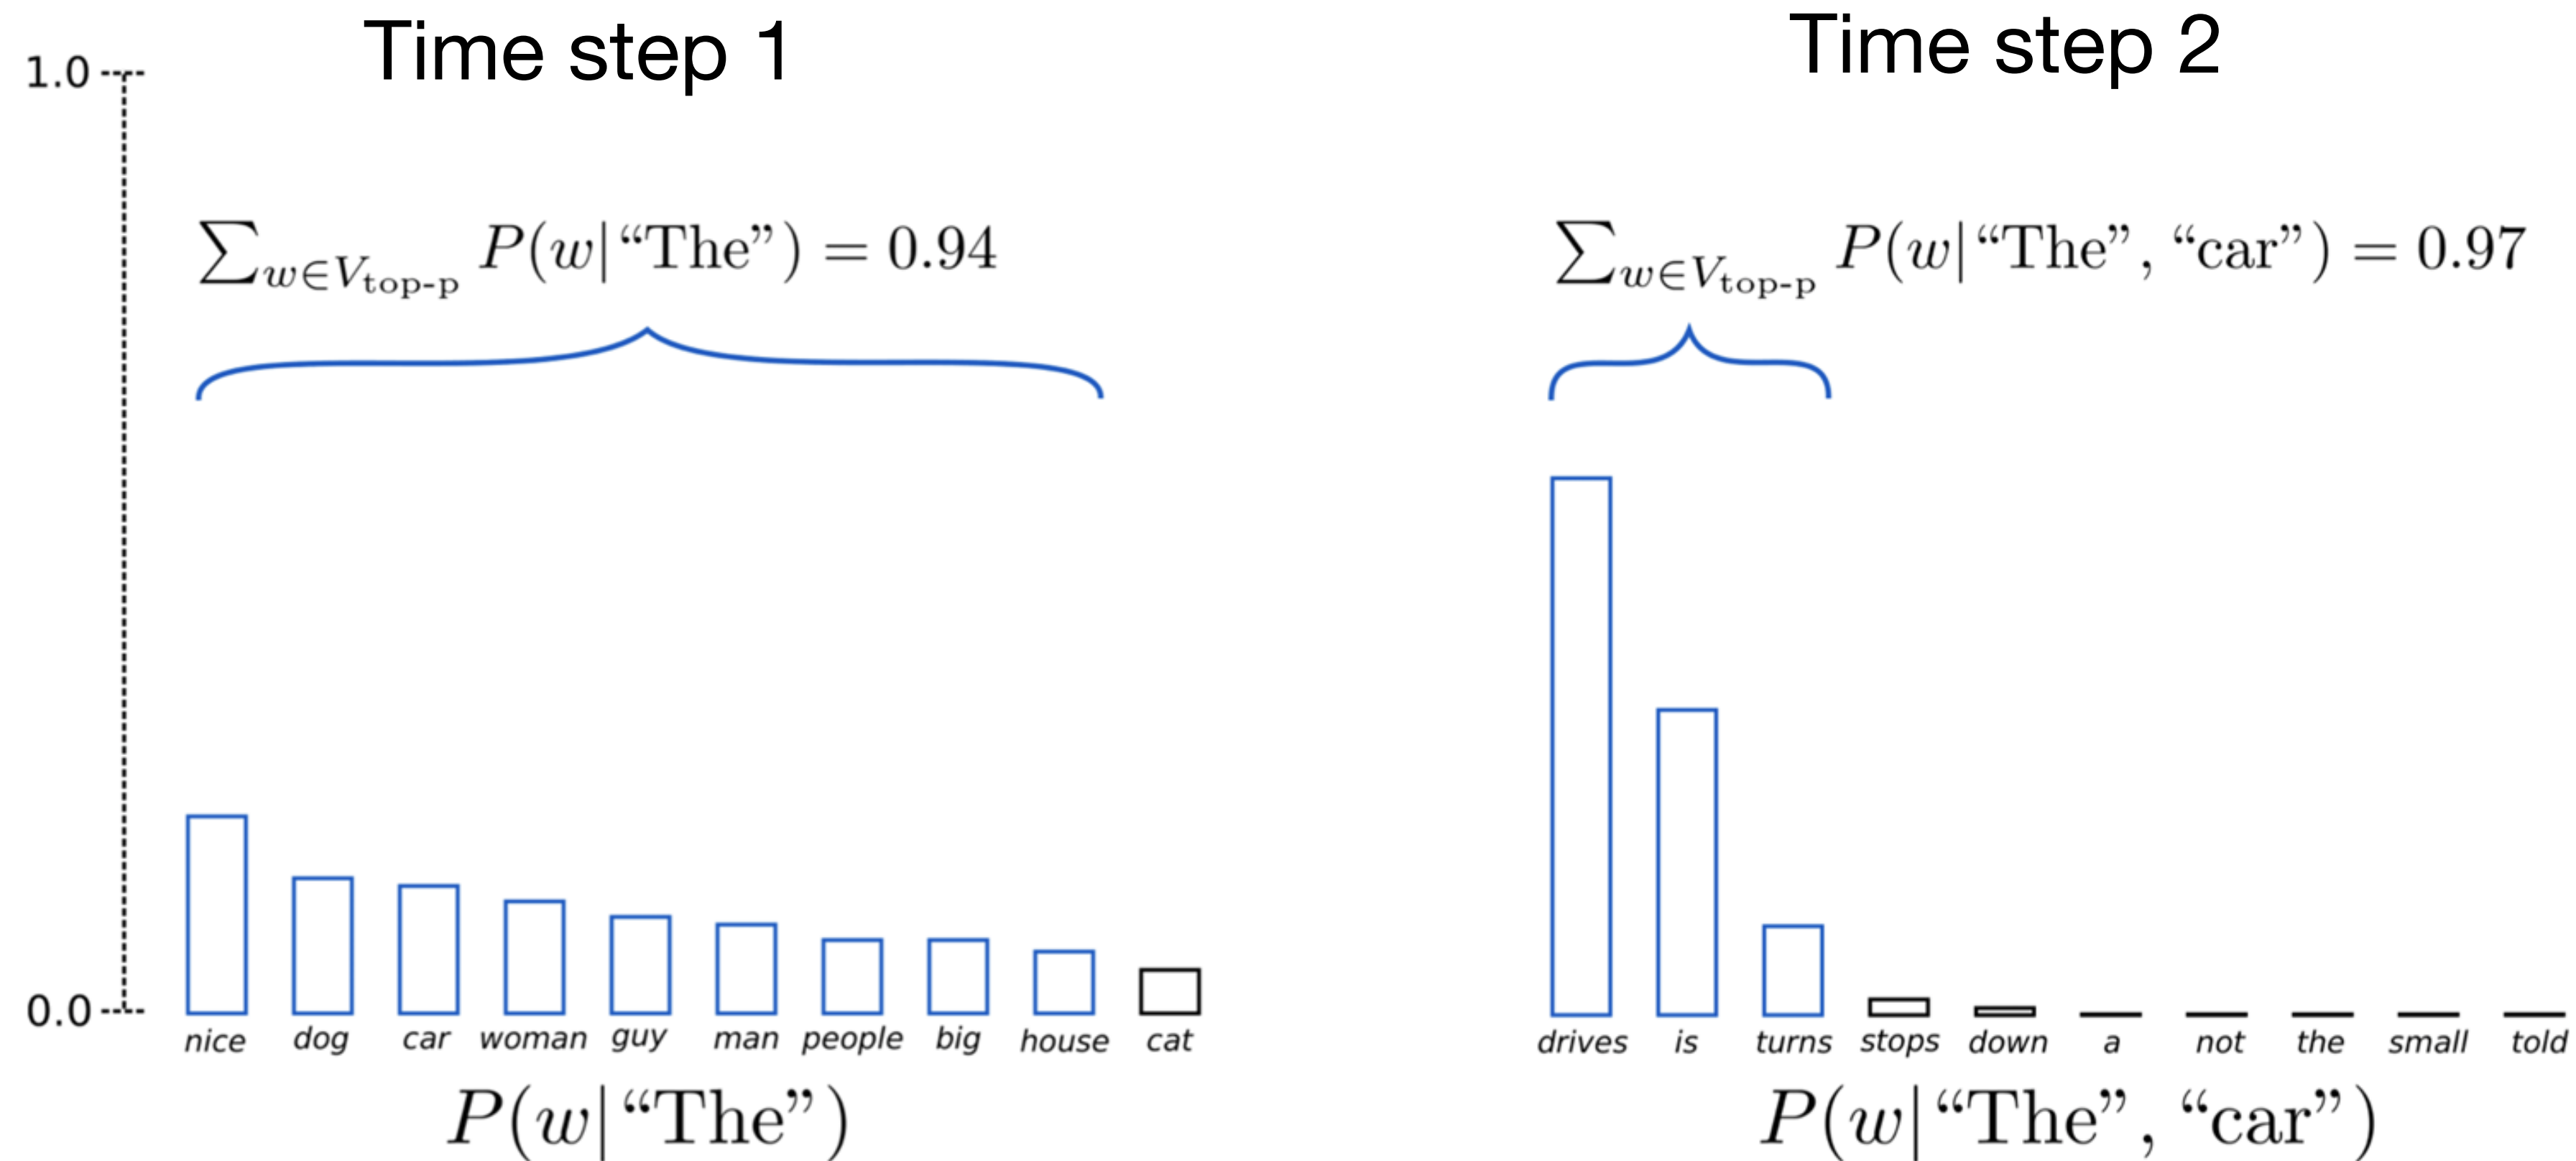 Time step 1
1.0
∑w∈Vtop-p P(w|“The”) = 0.94
0.0
nice dog car woman guy man people big house cat
P(w|“The”)
Time step 2
∑w∈Vtop-p P(w|“The”, “car”) = 0.97
drives is turns stops down a not the small told
P(w|“The”, “car”)